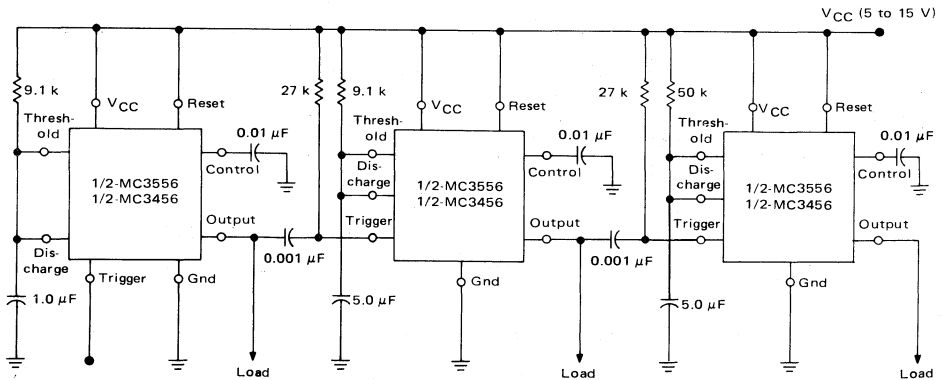 VCC (5 to 15 V)
9.1 k
Thresh-
old
VCC
Reset
0.01 µF
Control
1/2-MC3556
1/2-MC3456
Output
0.001 µF
Dis-
charge
Trigger
Gnd
1.0 µF
Load
27 k
9.1 k
Thresh-
old
Dis-
charge
Trigger
VCC
Reset
0.01 µF
Control
1/2-MC3556
1/2-MC3456
Output
0.001 µF
Gnd
5.0 µF
Load
27 k
50 k
Thresh-
old
Dis-
charge
Trigger
VCC
Reset
0.01 µF
Control
1/2-MC3556
1/2-MC3456
Output
Gnd
5.0 µF
Load